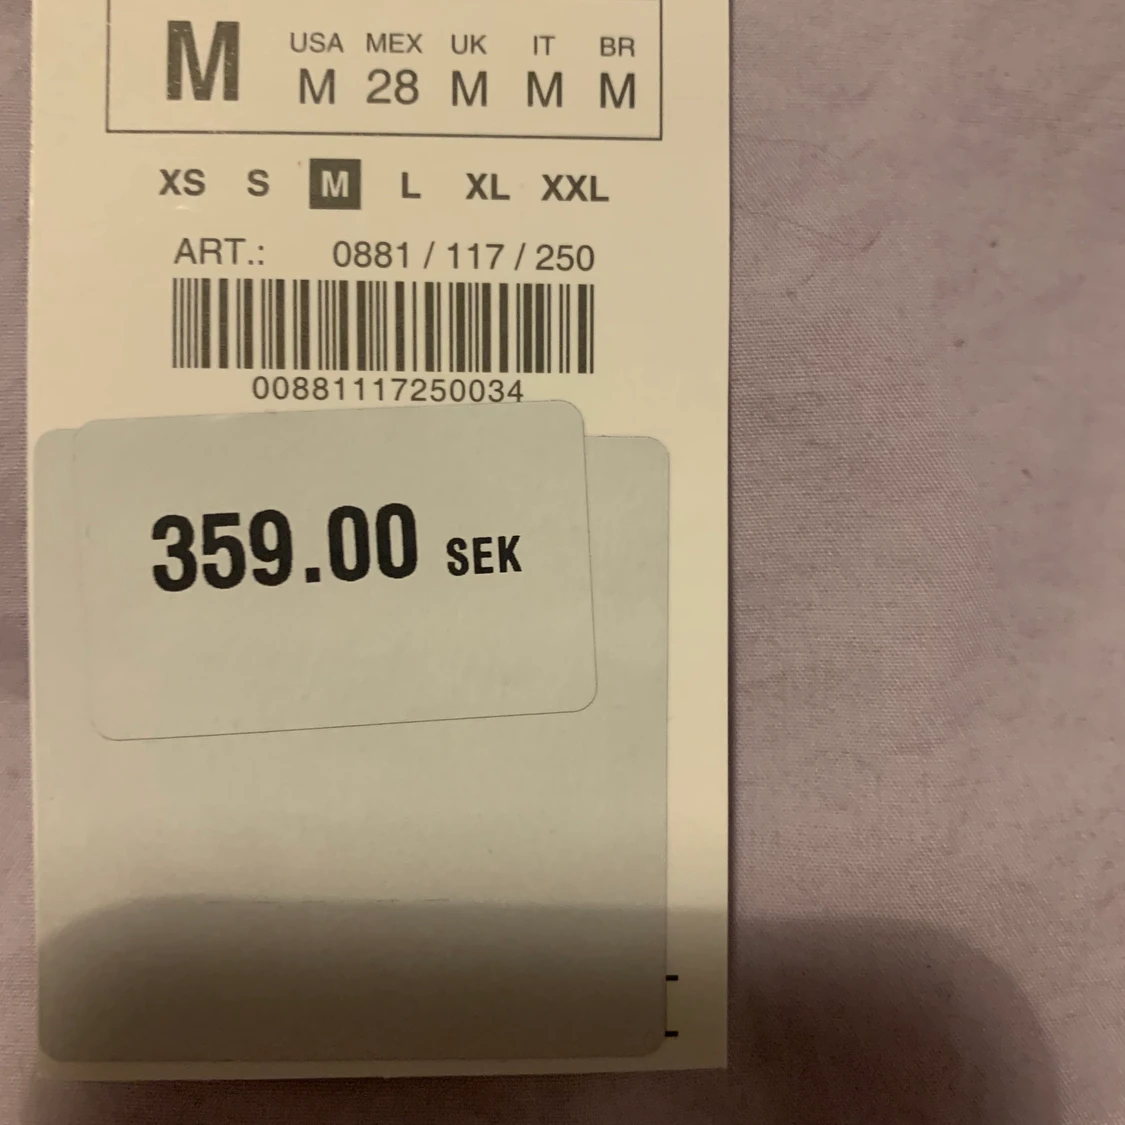 M USA MEX UK IT BR
M 28 M M M
XS S M L XL XXL
ART.: 0881 / 117 / 250
00881117250034
359.00 SEK